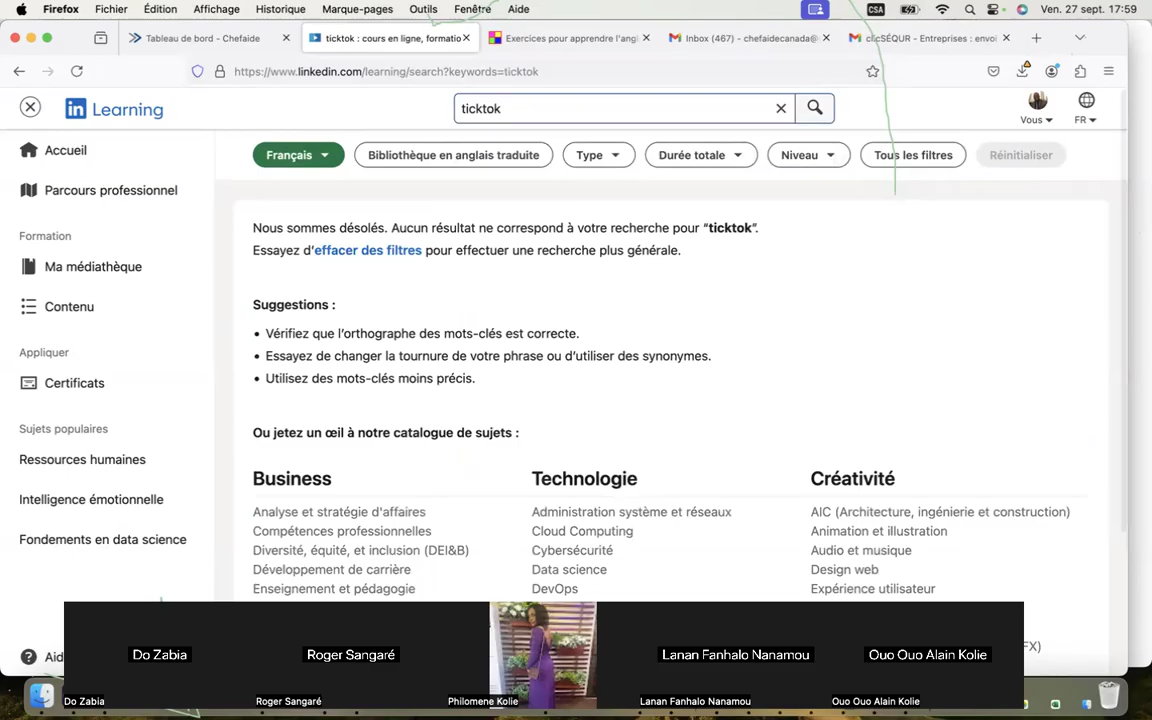 Firefox Fichier Édition Affichage Historique Marque-pages Outils Fenêtre Aide CSA Ven. 27 sept. 17:59
Tableau de bord - Chefaide
ticktok : cours en ligne, formatio
Exercices pour apprendre l'angl
Inbox (467) - chefaidecanada@
clicSÉQUR - Entreprises : envoi
https://www.linkedin.com/learning/search?keywords=ticktok
in Learning
ticktok
Vous
FR
Accueil
Parcours professionnel
Formation
Ma médiathèque
Contenu
Appliquer
Certificats
Sujets populaires
Ressources humaines
Intelligence émotionnelle
Fondements en data science
Français Bibliothèque en anglais traduite Type Durée totale Niveau Tous les filtres Réinitialiser
Nous sommes désolés. Aucun résultat ne correspond à votre recherche pour “ticktok”.
Essayez d’effacer des filtres pour effectuer une recherche plus générale.
Suggestions :
• Vérifiez que l’orthographe des mots-clés est correcte.
• Essayez de changer la tournure de votre phrase ou d’utiliser des synonymes.
• Utilisez des mots-clés moins précis.
Ou jetez un œil à notre catalogue de sujets :
Business
Analyse et stratégie d'affaires
Compétences professionnelles
Diversité, équité, et inclusion (DEI&B)
Développement de carrière
Enseignement et pédagogie
Technologie
Administration système et réseaux
Cloud Computing
Cybersécurité
Data science
DevOps
Créativité
AIC (Architecture, ingénierie et construction)
Animation et illustration
Audio et musique
Design web
Expérience utilisateur
FX)
Aid
Do Zabia Roger Sangaré Lanan Fanhalo Nanamou Ouo Ouo Alain Kolie
Do Zabia Roger Sangaré Philomene Kolie Lanan Fanhalo Nanamou Ouo Ouo Alain Kolie